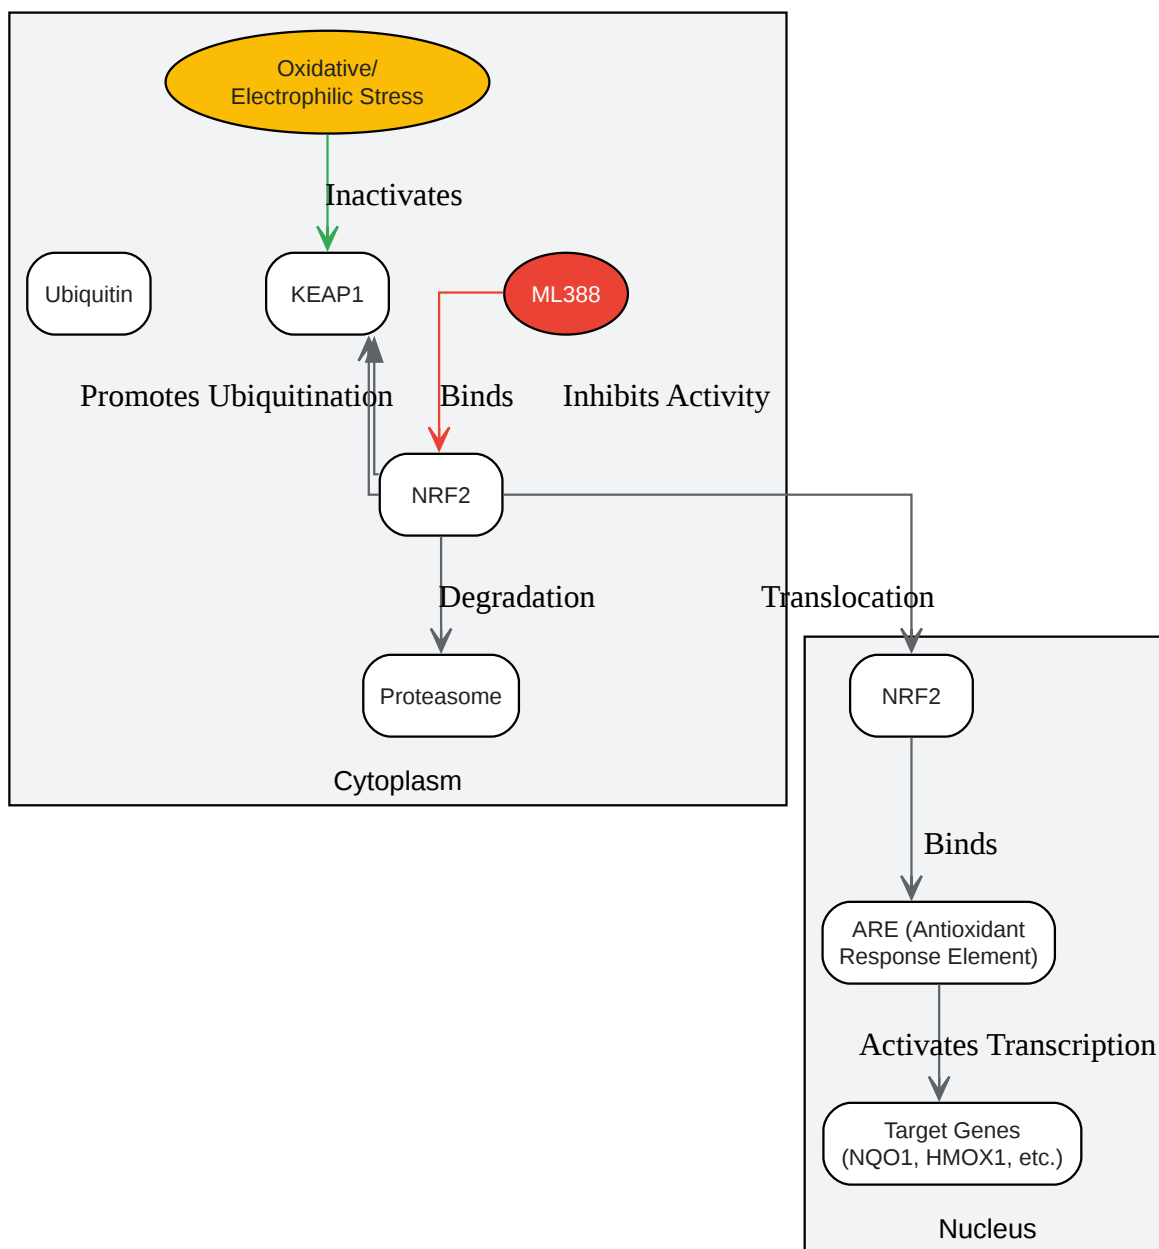 Oxidative/
Electrophilic Stress
Inactivates
Ubiquitin
KEAP1
ML388
Promotes Ubiquitination
Binds
Inhibits Activity
NRF2
Degradation
Translocation
Proteasome
NRF2
Cytoplasm
Binds
ARE (Antioxidant
Response Element)
Activates Transcription
Target Genes
(NQO1, HMOX1, etc.)
Nucleus